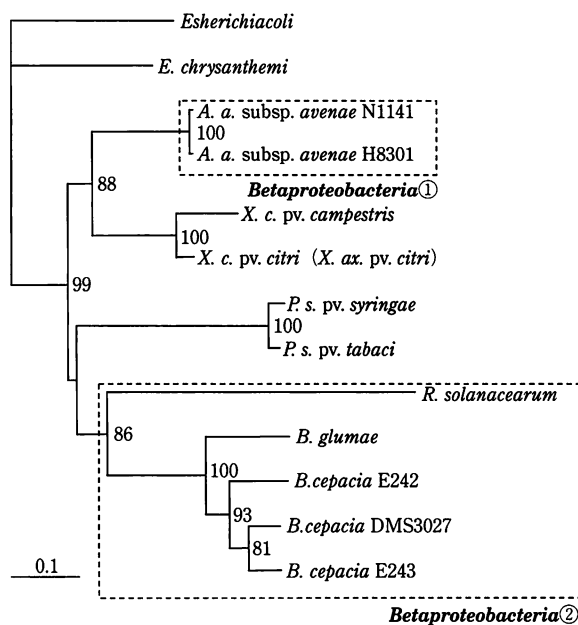 Esherichiacoli
E. chrysanthemi
A. a. subsp. avenae N1141
100
A. a. subsp. avenae H8301
Betaproteobacteria①
88
X. c. pv. campestris
100
X. c. pv. citri (X. ax. pv. citri)
99
P. s. pv. syringae
100
P. s. pv. tabaci
R. solanacearum
86
B. glumae
100
B.cepacia E242
93
B.cepacia DMS3027
81
B. cepacia E243
0.1
Betaproteobacteria②